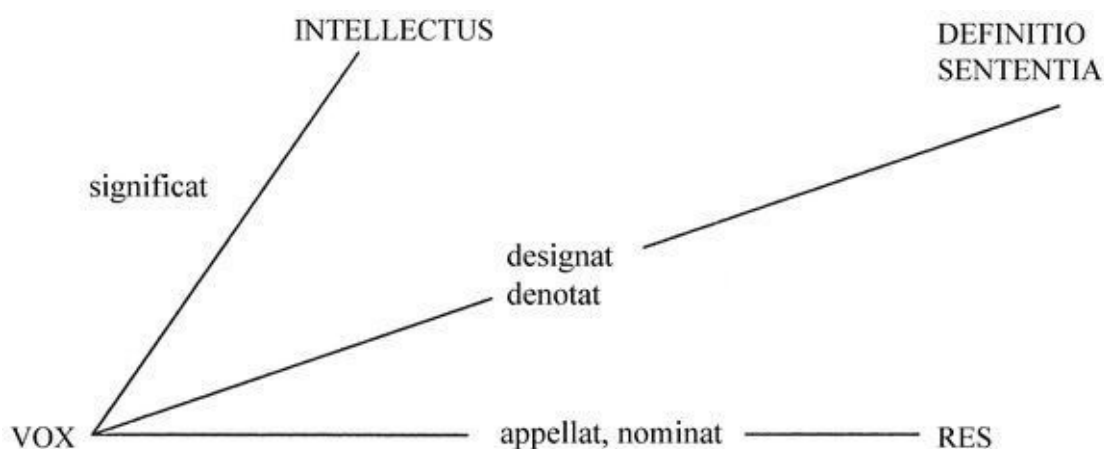 INTELLECTUS
DEFINITIO
SENTENTIA
significat
designat
denotat
VOX
appellat, nominat
RES